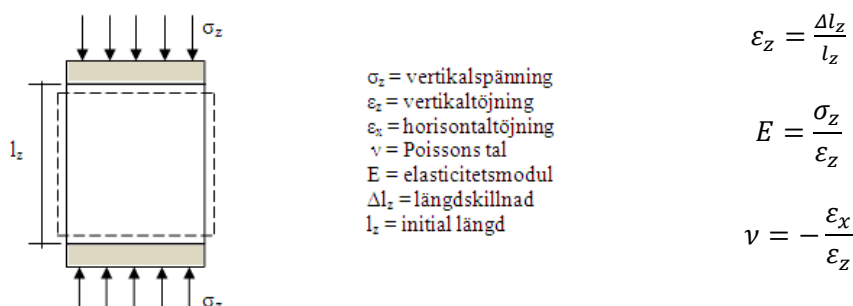 σz
lz
σz
σz = vertikalspänning
εz = vertikaltöjning
εx = horisontaltöjning
ν = Poissons tal
E = elasticitetsmodul
Δlz = längdskillnad
lz = initial längd
εz = Δlz / lz
E = σz / εz
ν = − εx / εz